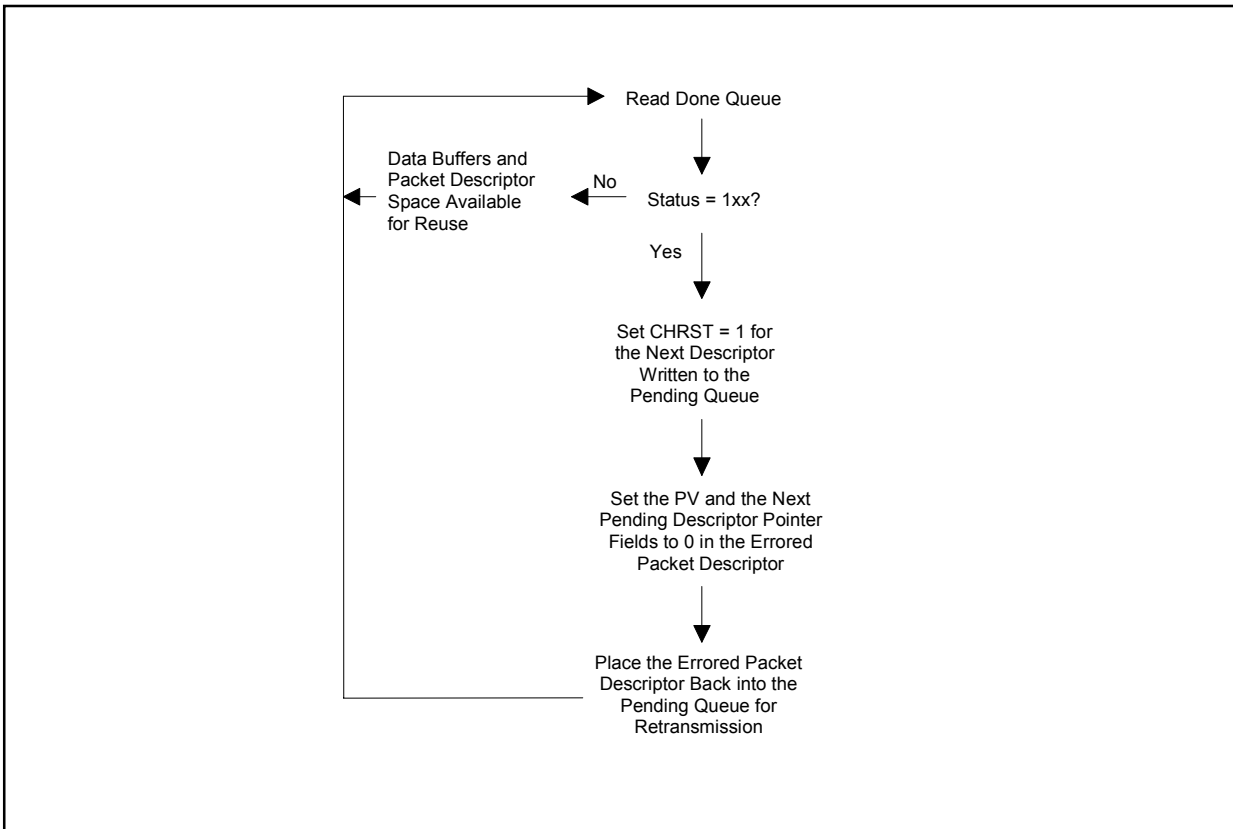 Read Done Queue
Data Buffers and
Packet Descriptor
Space Available
for Reuse
No
Status = 1xx?
Yes
Set CHRST = 1 for
the Next Descriptor
Written to the
Pending Queue
Set the PV and the Next
Pending Descriptor Pointer
Fields to 0 in the Errored
Packet Descriptor
Place the Errored Packet
Descriptor Back into the
Pending Queue for
Retransmission